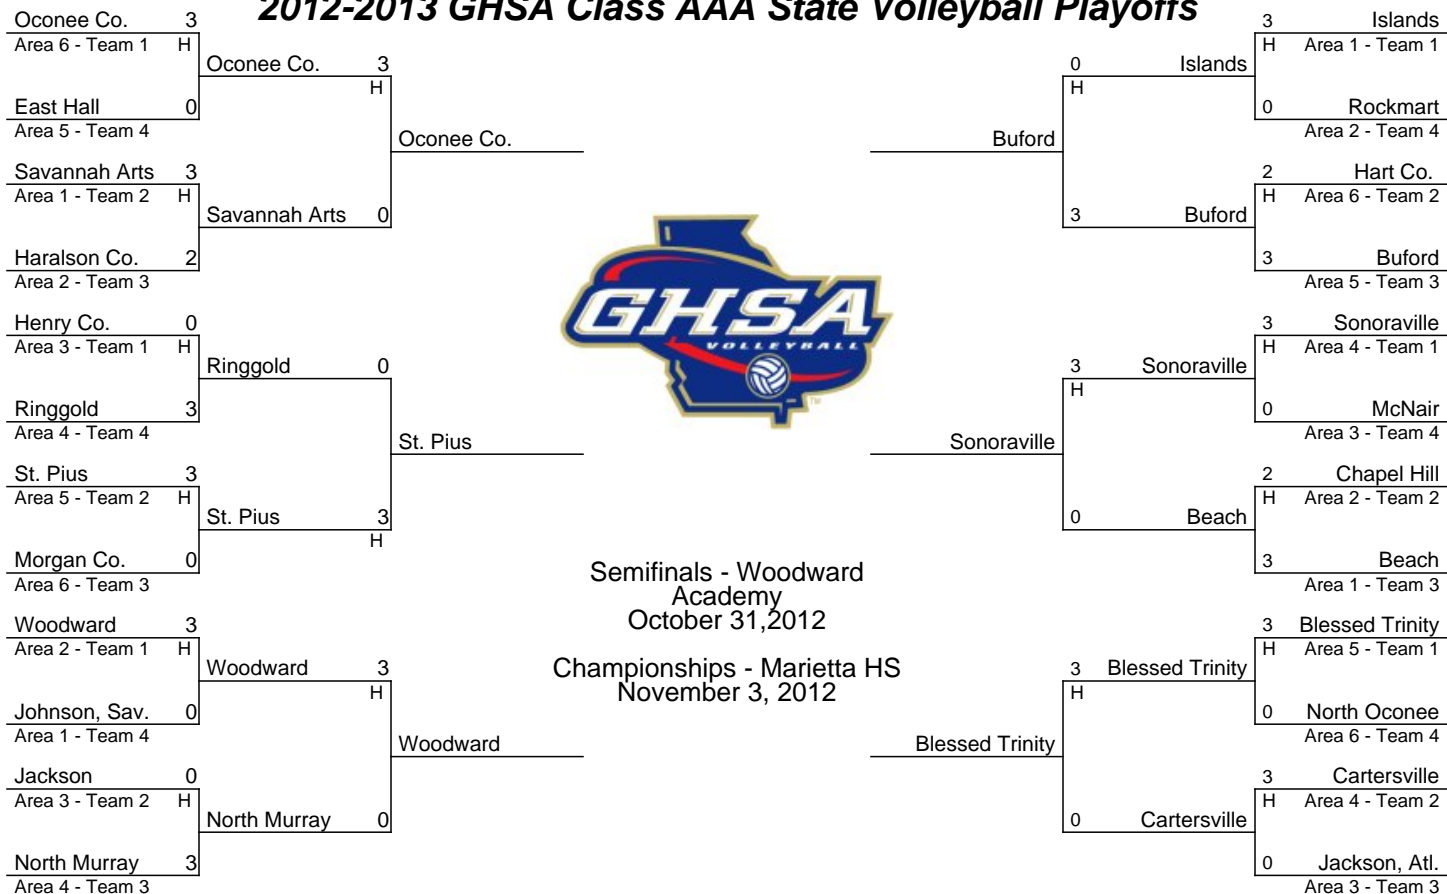 2012-2013 GHSA Class AAA State Volleyball Playoffs
Oconee Co. 3
Area 6 - Team 1 H
Oconee Co. 3
H
East Hall 0
Area 5 - Team 4
Oconee Co.
Savannah Arts 3
Area 1 - Team 2 H
Savannah Arts 0
Haralson Co. 2
Area 2 - Team 3
Henry Co. 0
Area 3 - Team 1 H
Ringgold 0
Ringgold 3
Area 4 - Team 4
St. Pius
St. Pius 3
Area 5 - Team 2 H
St. Pius 3
H
Morgan Co. 0
Area 6 - Team 3
Woodward 3
Area 2 - Team 1 H
Woodward 3
H
Johnson, Sav. 0
Area 1 - Team 4
Woodward
Jackson 0
Area 3 - Team 2 H
North Murray 0
North Murray 3
Area 4 - Team 3
GHSA
VOLLEYBALL
TM
Semifinals - Woodward
Academy
October 31,2012
Championships - Marietta HS
November 3, 2012
3 Islands
H Area 1 - Team 1
0 Islands
H
0 Rockmart
Area 2 - Team 4
Buford
2 Hart Co.
H Area 6 - Team 2
3 Buford
3 Buford
Area 5 - Team 3
3 Sonoraville
H Area 4 - Team 1
3 Sonoraville
H
0 McNair
Area 3 - Team 4
Sonoraville
2 Chapel Hill
H Area 2 - Team 2
0 Beach
3 Beach
Area 1 - Team 3
3 Blessed Trinity
H Area 5 - Team 1
3 Blessed Trinity
H
0 North Oconee
Area 6 - Team 4
Blessed Trinity
3 Cartersville
H Area 4 - Team 2
0 Cartersville
0 Jackson, Atl.
Area 3 - Team 3